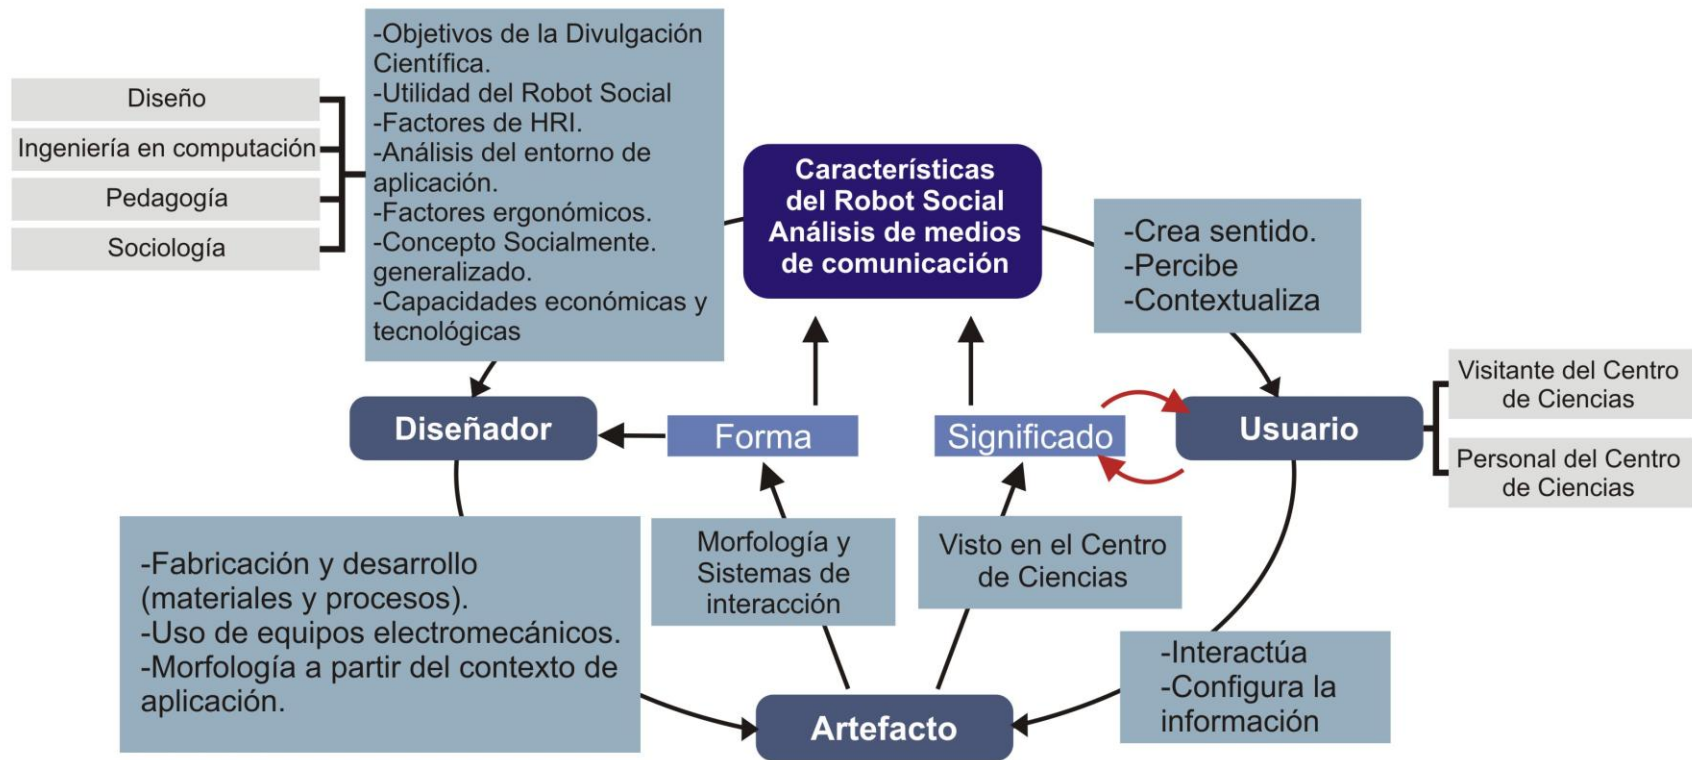 Diseño
Ingeniería en computación
Pedagogía
Sociología
-Objetivos de la Divulgación
Científica.
-Utilidad del Robot Social
-Factores de HRI.
-Análisis del entorno de
aplicación.
-Factores ergonómicos.
-Concepto Socialmente.
generalizado.
-Capacidades económicas y
tecnológicas
Características
del Robot Social
Análisis de medios
de comunicación
-Crea sentido.
-Percibe
-Contextualiza
Diseñador
Forma
Significado
Usuario
Visitante del Centro
de Ciencias
Personal del Centro
de Ciencias
-Fabricación y desarrollo
(materiales y procesos).
-Uso de equipos electromecánicos.
-Morfología a partir del contexto de
aplicación.
Morfología y
Sistemas de
interacción
Visto en el Centro
de Ciencias
-Interactúa
-Configura la
información
Artefacto